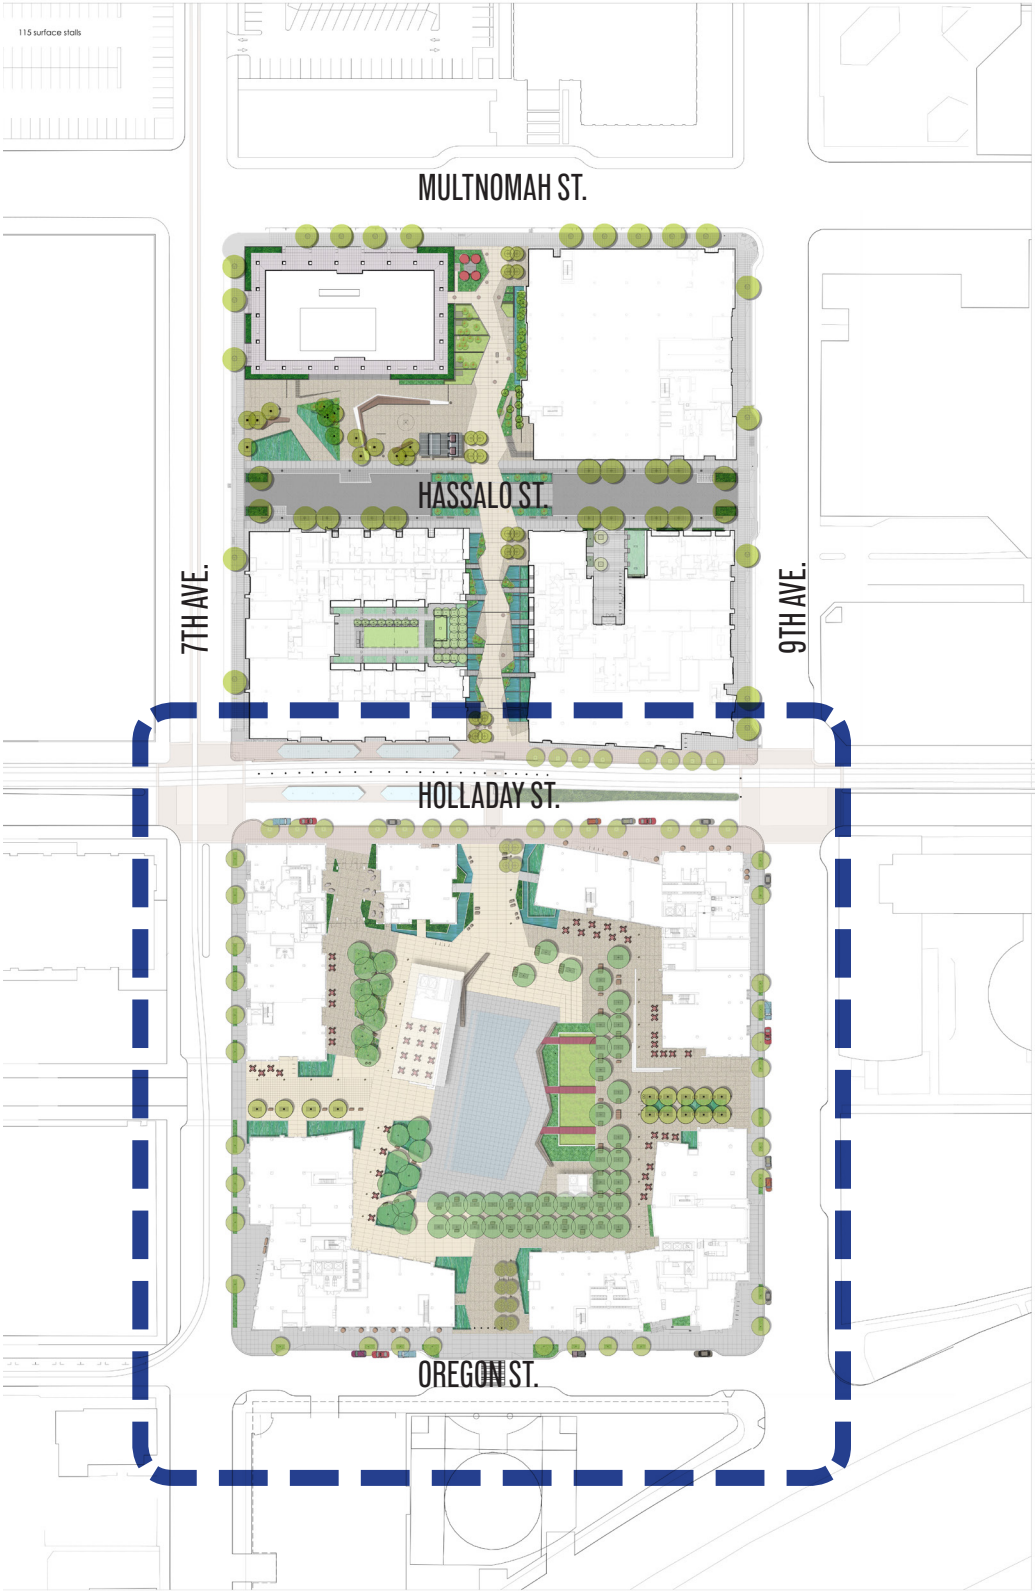 115 surface stalls
MULTNOMAH ST.
HASSALO ST.
7TH AVE.
9TH AVE.
HOLLADAY ST.
OREGON ST.